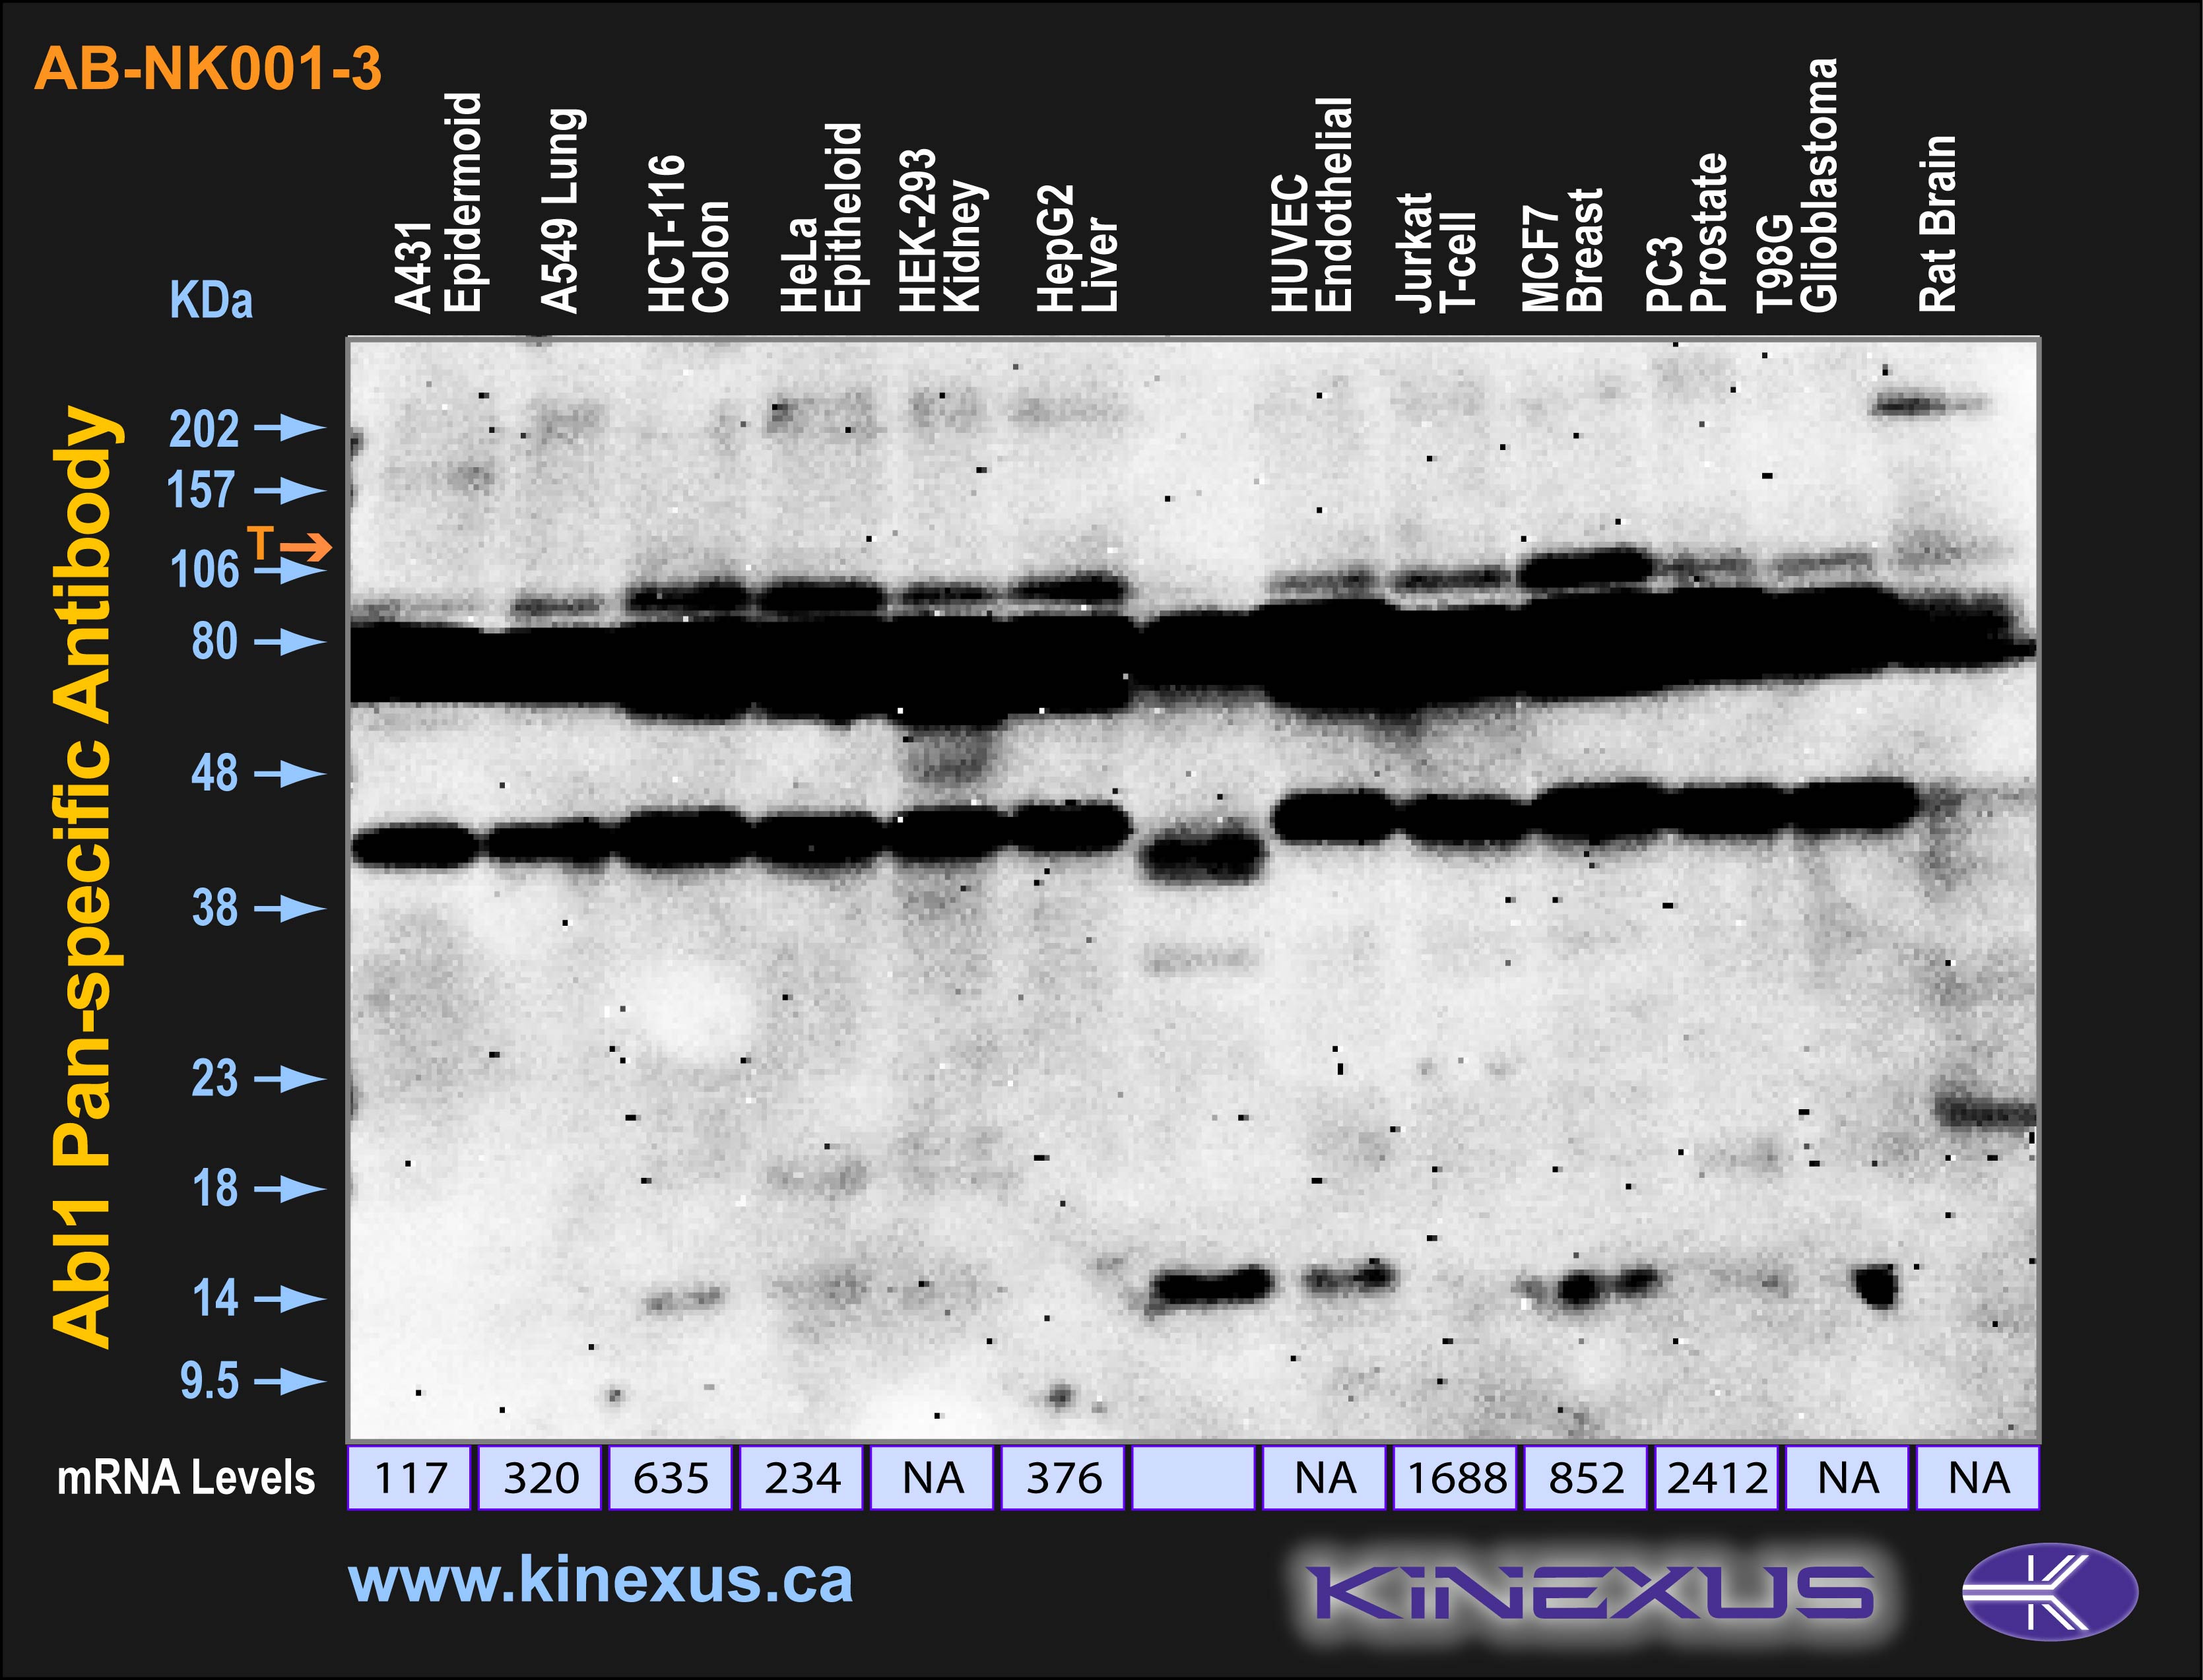 AB-NK001-3
A431
Epidermoid
A549 Lung
HCT-116
Colon
HeLa
Epitheloid
HEK-293
Kidney
HepG2
Liver
HUVEC
Endothelial
Jurkat
T-cell
MCF7
Breast
PC3
Prostate
T98G
Glioblastoma
Rat Brain
KDa
Abl1 Pan-specific Antibody
202
157
T
106
80
48
38
23
18
14
9.5
mRNA Levels 117 320 635 234 NA 376 NA 1688 852 2412 NA NA
www.kinexus.ca
KiNEXUS
K